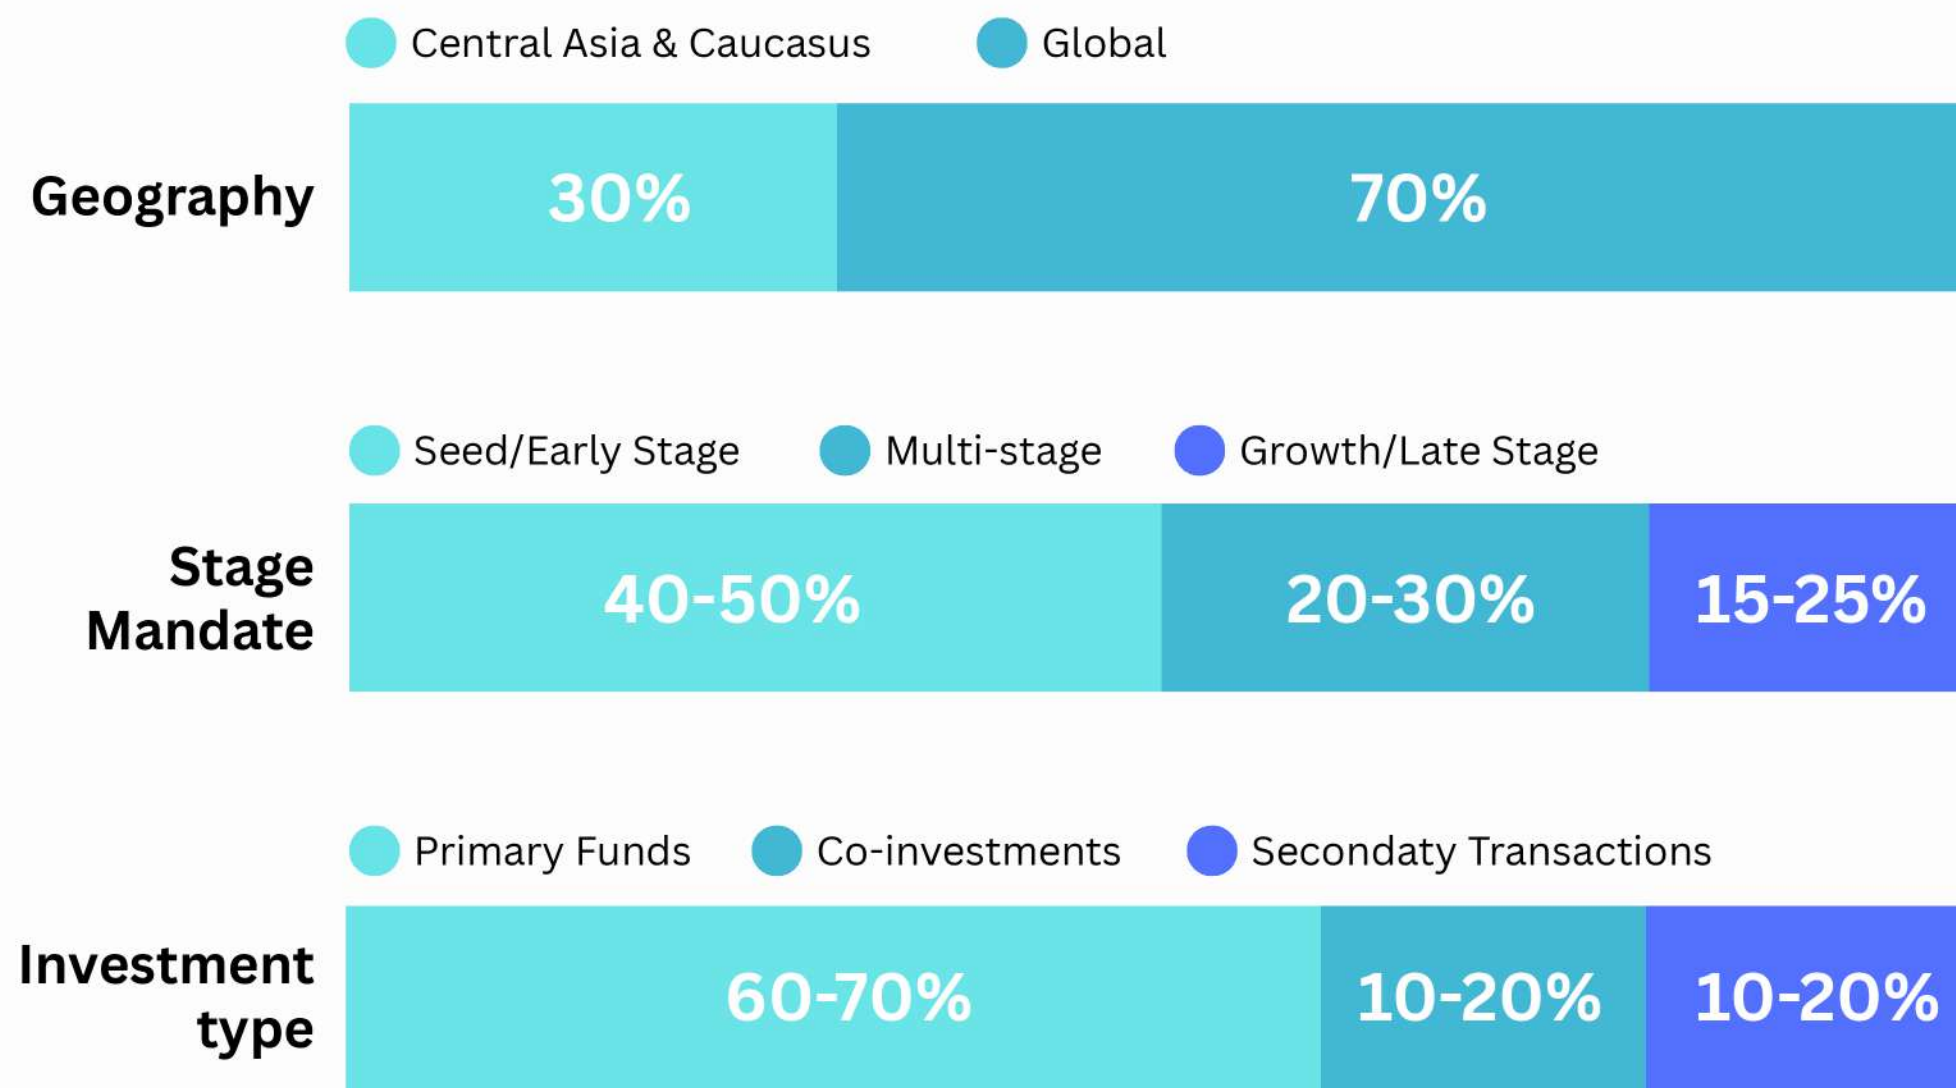 Central Asia & Caucasus Global
Geography 30% 70%
Seed/Early Stage Multi-stage Growth/Late Stage
Stage
Mandate
40-50% 20-30% 15-25%
Primary Funds Co-investments Secondaty Transactions
Investment
type
60-70% 10-20% 10-20%